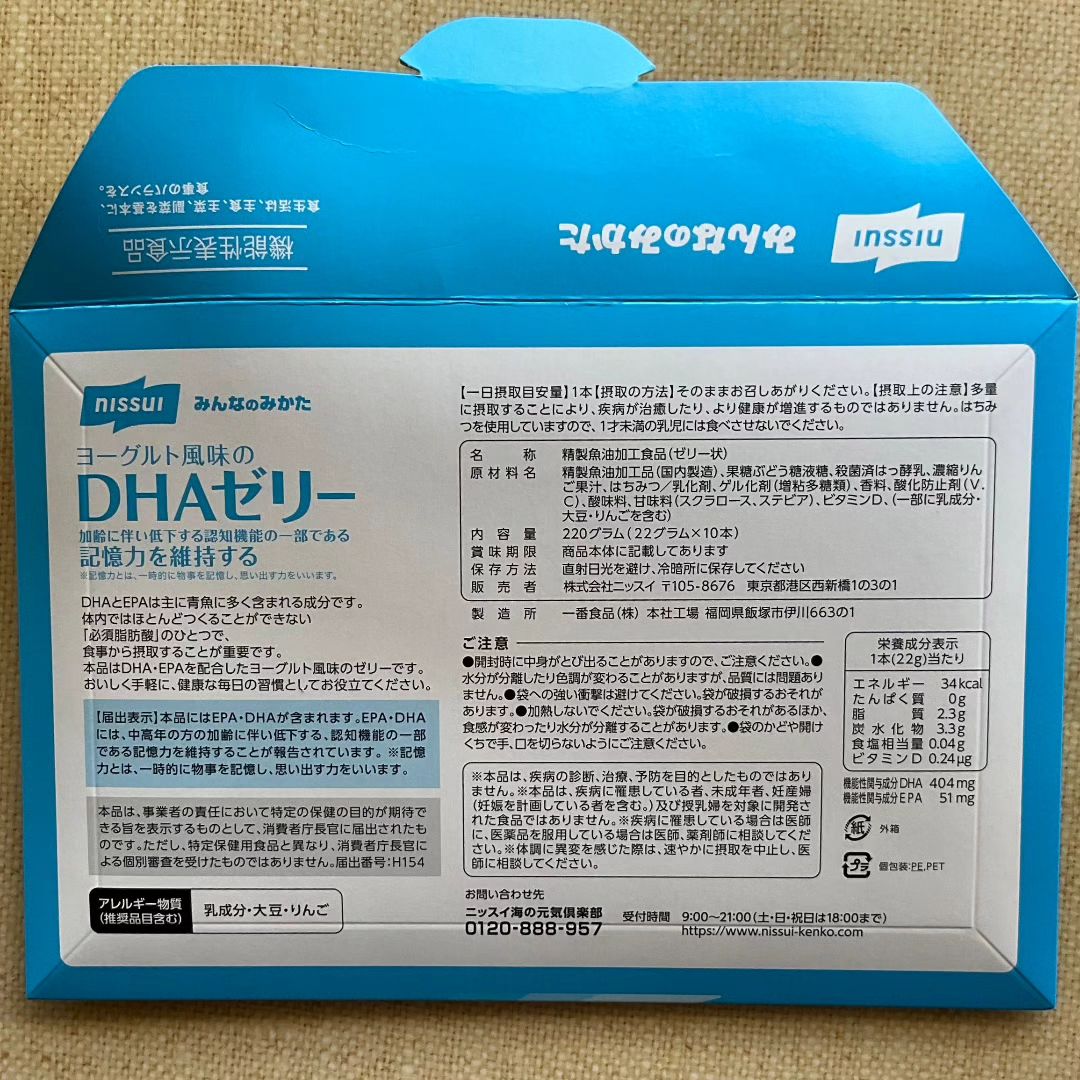 nissui
みんなのみかた
機能性表示食品
食生活は、主食、主菜、副菜を基本に、
食事のバランスを。
nissui みんなのみかた
ヨーグルト風味の
DHAゼリー
加齢に伴い低下する認知機能の一部である
記憶力を維持する
※記憶力とは、一時的に物事を記憶し、思い出す力をいいます。
DHAとEPAは主に青魚に多く含まれる成分です。
体内ではほとんどつくることができない
「必須脂肪酸」のひとつで、
食事から摂取することが重要です。
本品はDHA・EPAを配合したヨーグルト風味のゼリーです。
おいしく手軽に、健康な毎日の習慣としてお役立てください。
【届出表示】本品にはEPA・DHAが含まれます。EPA・DHA
には、中高年の方の加齢に伴い低下する、認知機能の一部
である記憶力を維持することが報告されています。 ※記憶
力とは、一時的に物事を記憶し、思い出す力をいいます。
本品は、事業者の責任において特定の保健の目的が期待で
きる旨を表示するものとして、消費者庁長官に届出されたも
のです。ただし、特定保健用食品と異なり、消費者庁長官に
よる個別審査を受けたものではありません。届出番号:H154
アレルギー物質
(推奨品目含む)
乳成分・大豆・りんご
【一日摂取目安量】1本【摂取の方法】そのままお召しあがりください。【摂取上の注意】多量
に摂取することにより、疾病が治癒したり、より健康が増進するものではありません。はちみ
つを使用していますので、1才未満の乳児には食べさせないでください。
名称 精製魚油加工食品(ゼリー状)
原材料名 精製魚油加工品(国内製造)、果糖ぶどう糖液糖、殺菌済はっ酵乳、濃縮りん
ご果汁、はちみつ/乳化剤、ゲル化剤(増粘多糖類)、香料、酸化防止剤(V.
C)、酸味料、甘味料(スクラロース、ステビア)、ビタミンD、(一部に乳成分・
大豆・りんごを含む)
内容量 220グラム(22グラム×10本)
賞味期限 商品本体に記載してあります
保存方法 直射日光を避け、冷暗所に保存してください
販売者 株式会社ニッスイ 〒105-8676 東京都港区西新橋1の3の1
製造所 一番食品(株) 本社工場 福岡県飯塚市伊川663の1
ご注意
●開封時に中身がとび出ることがありますので、ご注意ください。●
水分が分離したり色調が変わることがありますが、品質には問題あり
ません。●袋への強い衝撃は避けてください。袋が破損するおそれが
あります。●加熱しないでください。袋が破損するおそれがあるほか、
食感が変わったり水分が分離することがあります。●袋のかどや開け
くちで手、口を切らないようにご注意ください。
※本品は、疾病の診断、治療、予防を目的としたものではあり
ません。※本品は、疾病に罹患している者、未成年者、妊産婦
(妊娠を計画している者を含む。)及び授乳婦を対象に開発さ
れた食品ではありません。※疾病に罹患している場合は医師
に、医薬品を服用している場合は医師、薬剤師に相談してくだ
さい。※体調に異変を感じた際は、速やかに摂取を中止し、医
師に相談してください。
栄養成分表示
1本(22g)当たり
エネルギー 34kcal
たんぱく質 0g
脂質 2.3g
炭水化物 3.3g
食塩相当量 0.04g
ビタミンD 0.24μg
機能性関与成分DHA 404mg
機能性関与成分EPA 51mg
紙 外箱
プラ 個包装:PE,PET
お問い合わせ先
ニッスイ海の元気倶楽部 受付時間 9:00~21:00(土・日・祝日は18:00まで)
0120-888-957 https://www.nissui-kenko.com